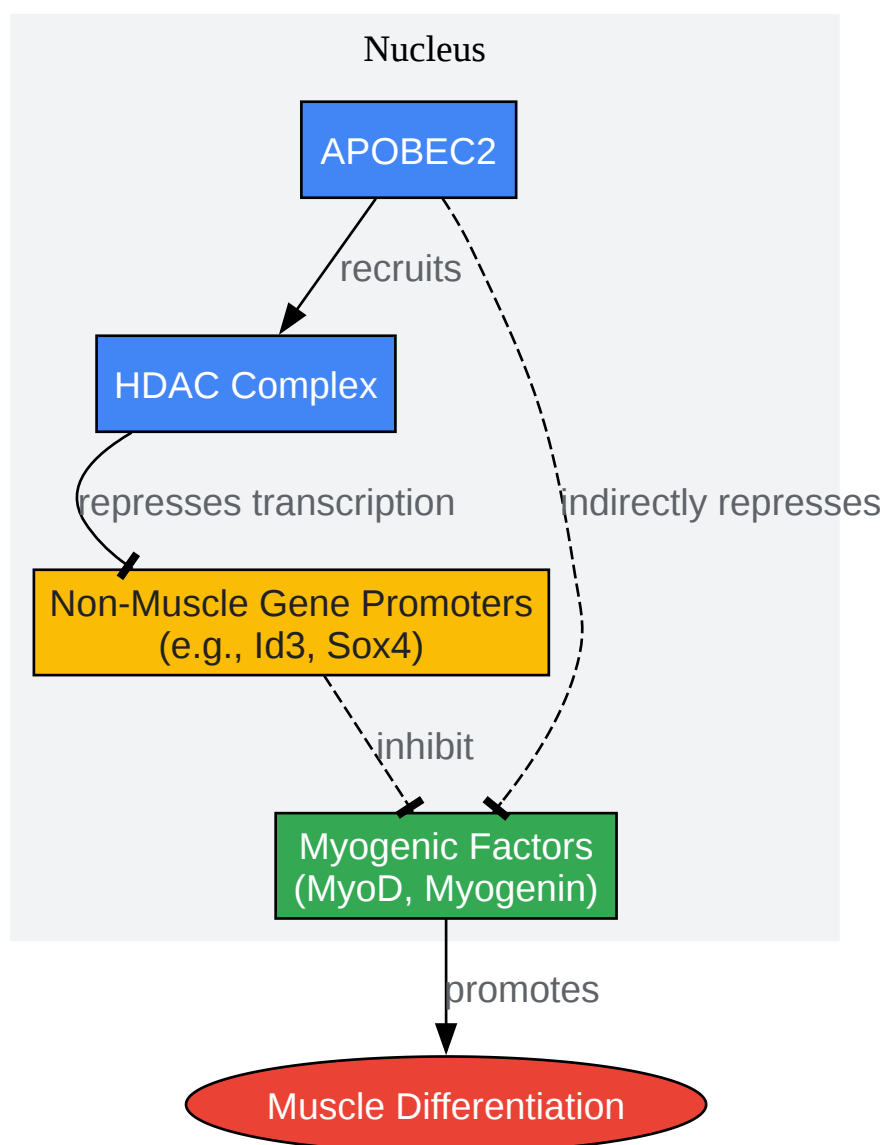 Nucleus
APOBEC2
recruits
HDAC Complex
represses transcription
indirectly represses
Non-Muscle Gene Promoters
(e.g., Id3, Sox4)
inhibit
Myogenic Factors
(MyoD, Myogenin)
promotes
Muscle Differentiation